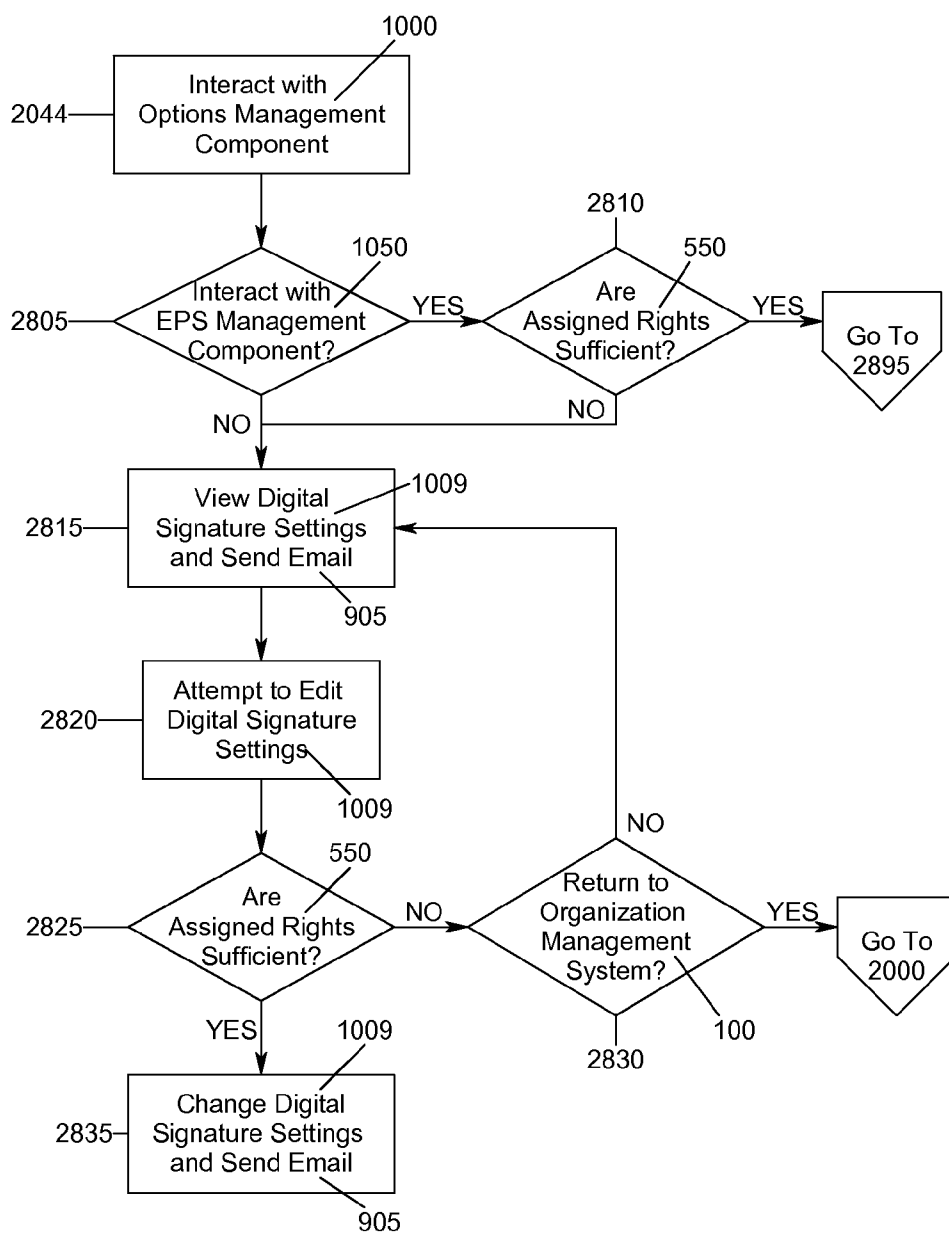 1000
Interact with
Options Management
Component
2044
2810
1050
550
Interact with
EPS Management
Component?
2805
YES
Are
Assigned Rights
Sufficient?
YES
Go To
2895
NO
NO
View Digital
Signature Settings
and Send Email
1009
2815
905
Attempt to Edit
Digital Signature
Settings
2820
1009
NO
550
Are
Assigned Rights
Sufficient?
2825
NO
Return to
Organization
Management
System?
YES
Go To
2000
100
2830
YES
1009
Change Digital
Signature Settings
and Send Email
2835
905